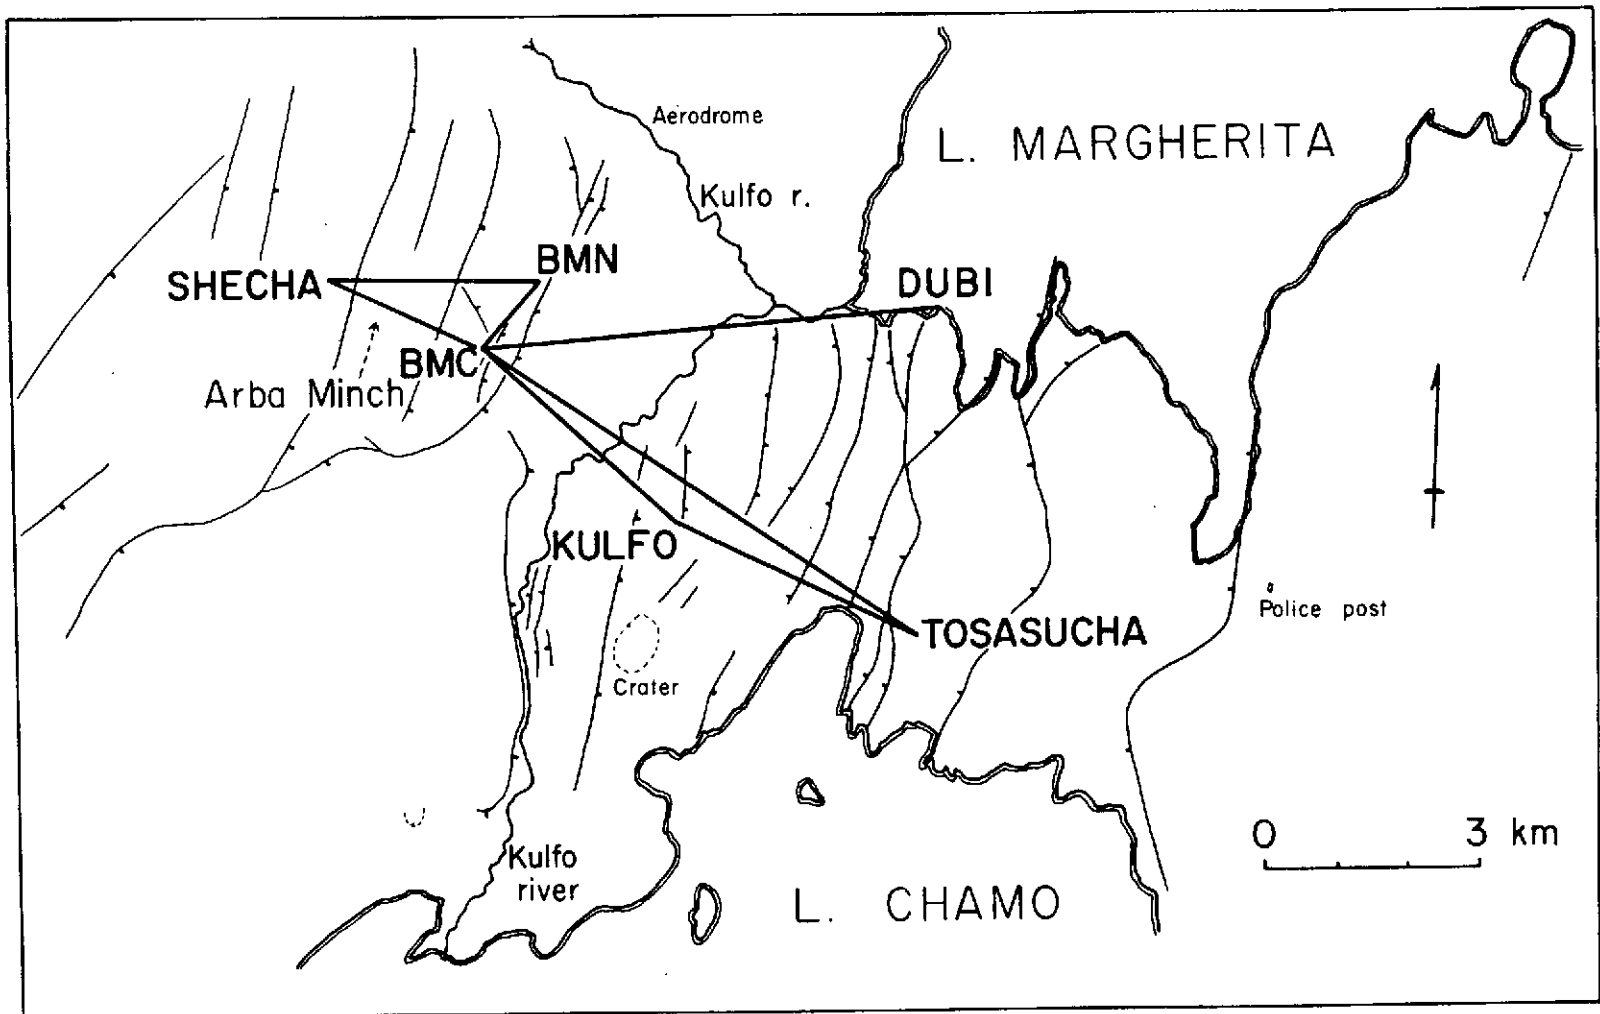 Aerodrome
L. MARGHERITA
Kulfo r.
BMN
SHECHA
DUBI
BMC
Arba Minch
KULFO
Police post
TOSASUCHA
Crater
0 3 km
Kulfo
river
L. CHAMO